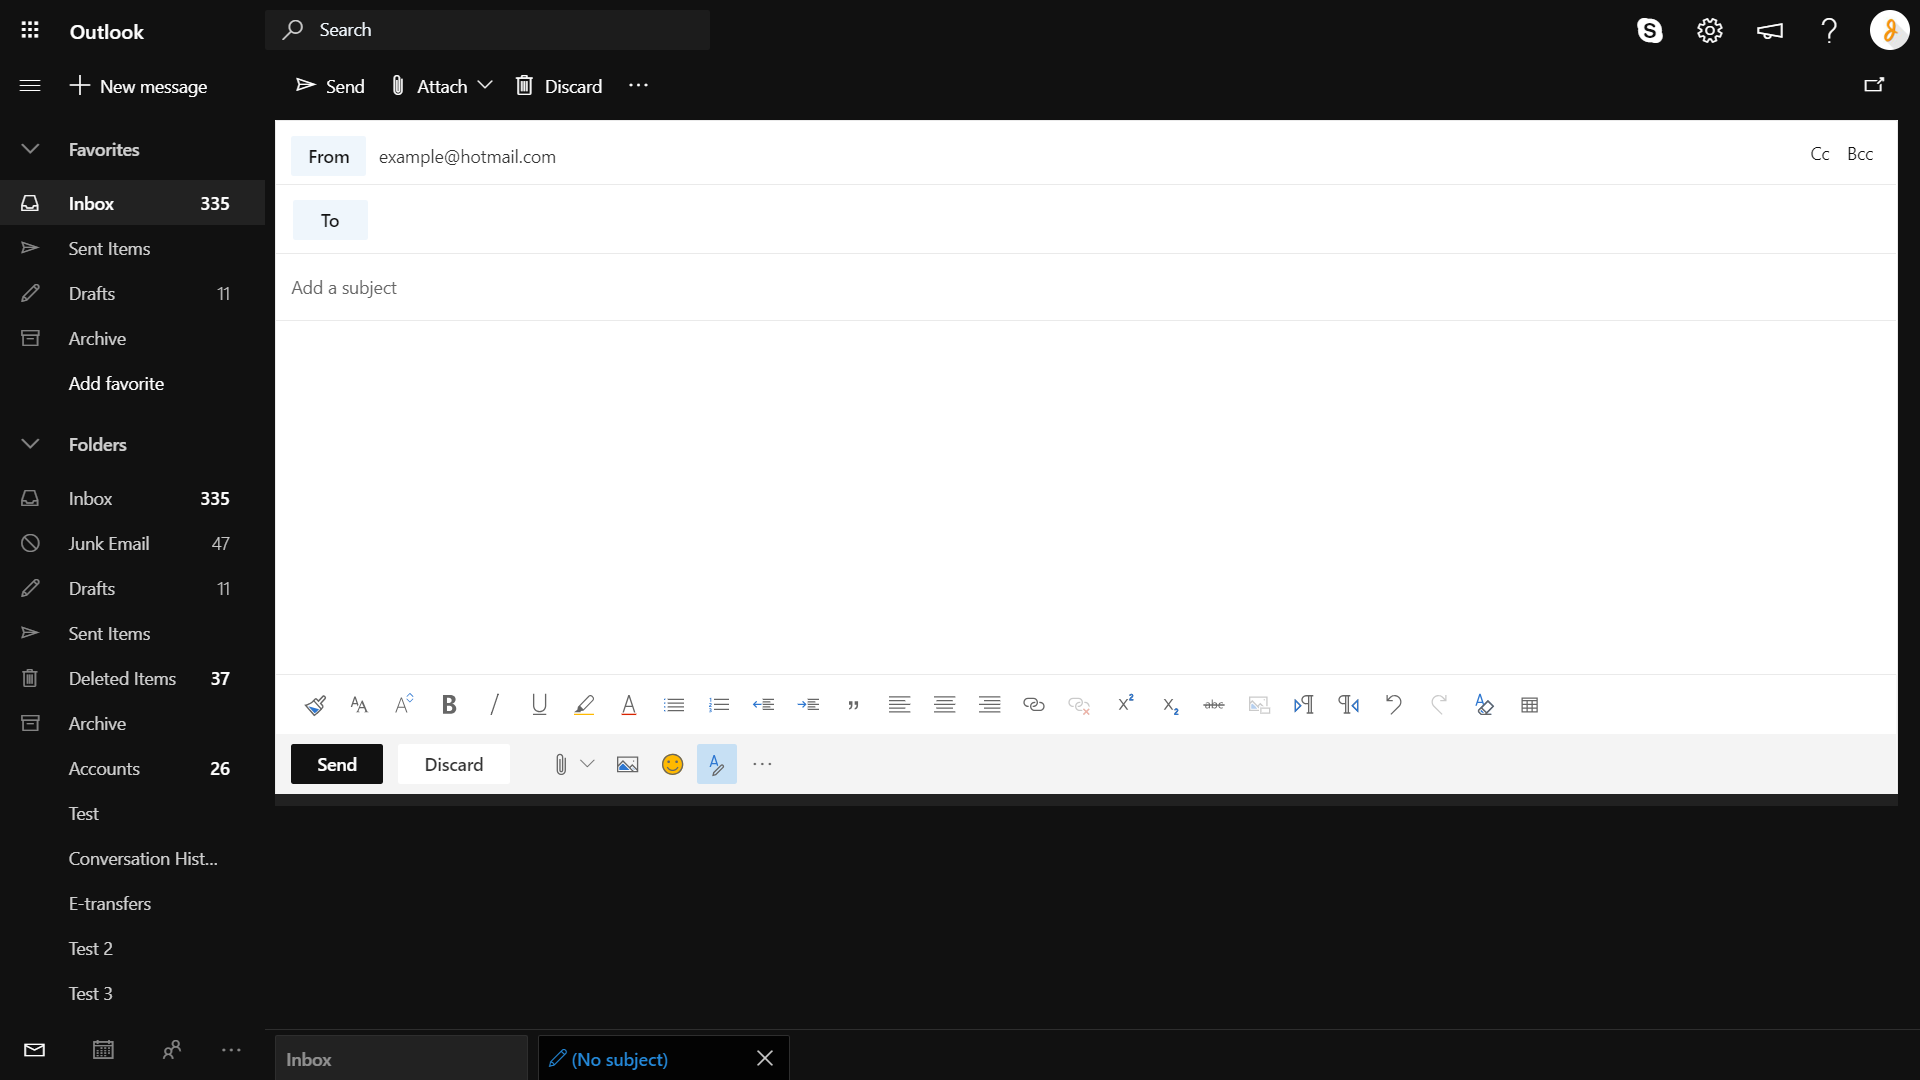 Outlook
Search
New message
Send
Attach
Discard
Favorites
Inbox 335
Sent Items
Drafts 11
Archive
Add favorite
Folders
Inbox 335
Junk Email 47
Drafts 11
Sent Items
Deleted Items 37
Archive
Accounts 26
Test
Conversation Hist...
E-transfers
Test 2
Test 3
From example@hotmail.com
Cc Bcc
To
Add a subject
Send
Discard
Inbox
(No subject)